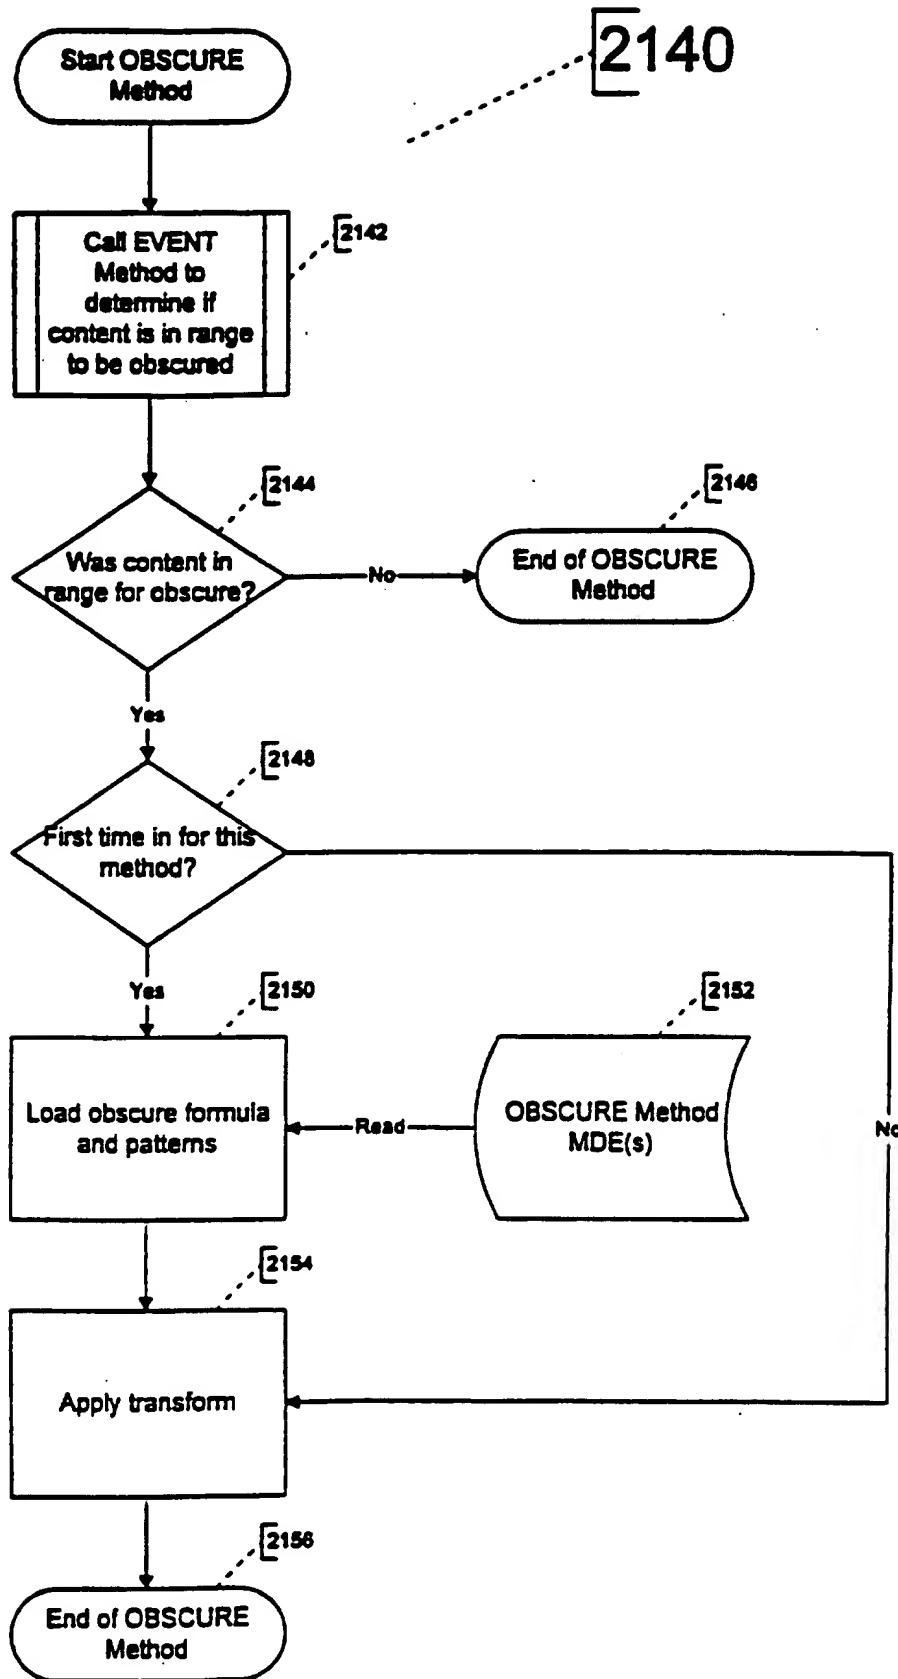 Start OBSCURE
Method
2140
Call EVENT
Method to
determine if
content is in range
to be obscured
2142
2144
Was content in
range for obscure?
No
2146
End of OBSCURE
Method
Yes
2148
First time in for this
method?
Yes
2150
Load obscure formula
and patterns
Read
2152
OBSCURE Method
MDE(s)
No
2154
Apply transform
2156
End of OBSCURE
Method